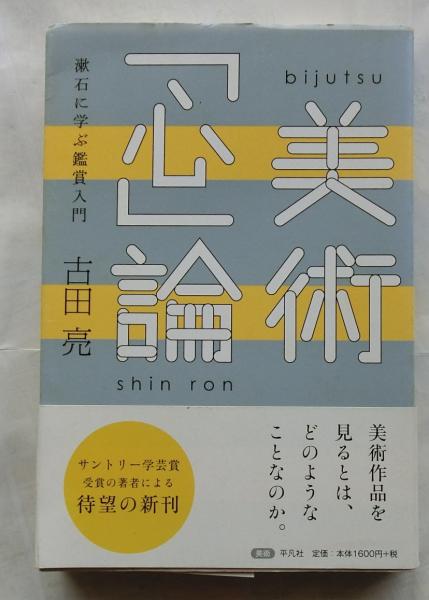 bijutsu
美術
「心」論
shin ron
漱石に学ぶ鑑賞入門
古田 亮
美術作品を
見るとは、
どのような
ことなのか。
サントリー学芸賞
受賞の著者による
待望の新刊
美術 平凡社 定価:本体1600円+税